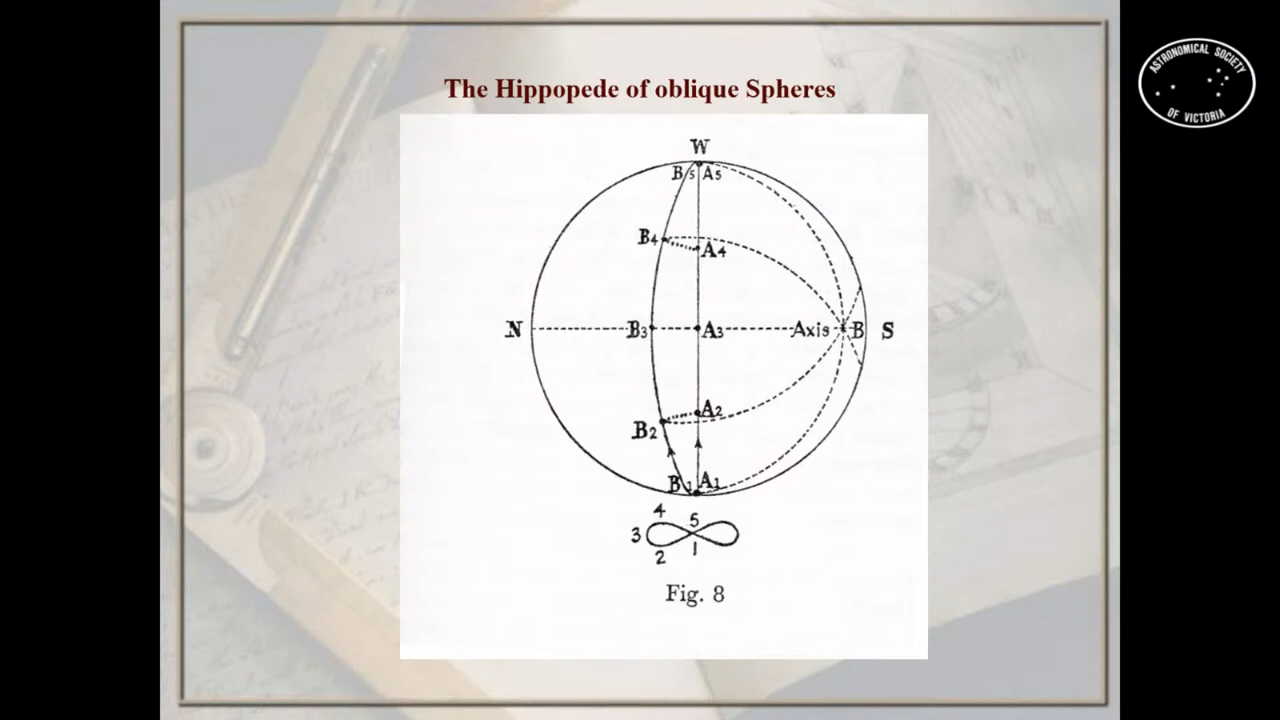 The Hippopede of oblique Spheres
ASTRONOMICAL SOCIETY
OF VICTORIA
W
B5 A5
B4 A4
N B3 A3 Axis B S
A2
B2
B1 A1
4 5
3
2 1
Fig. 8